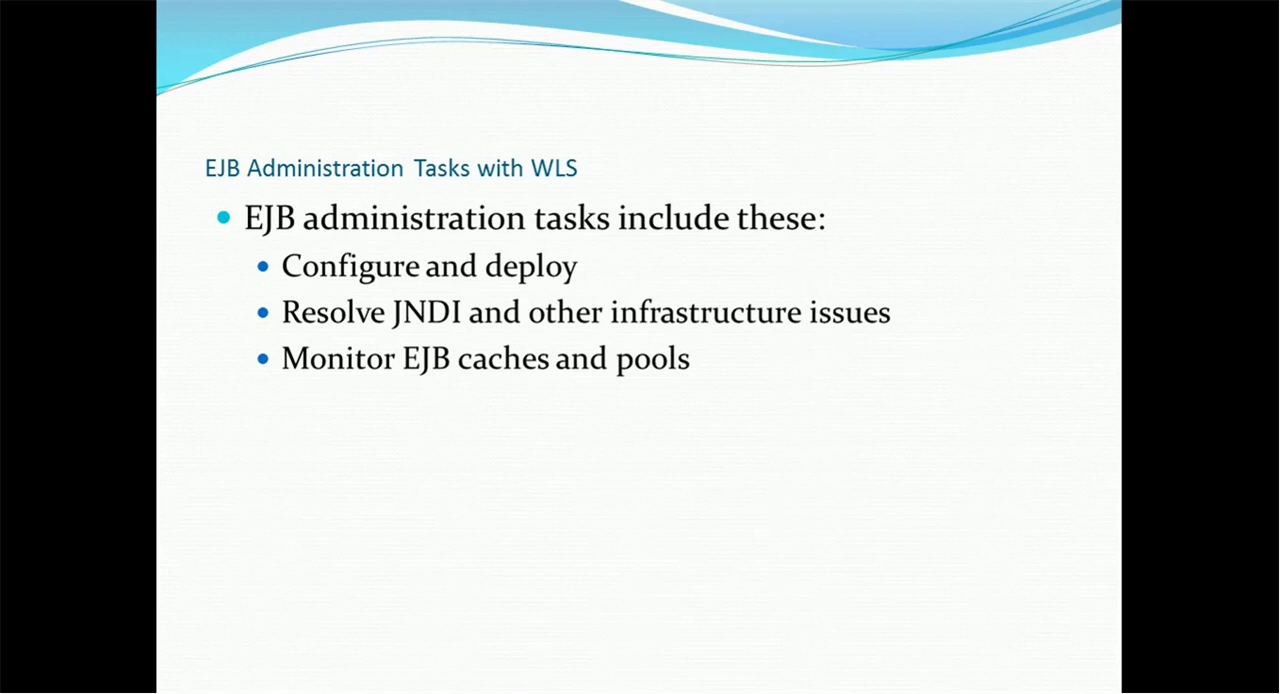 EJB Administration Tasks with WLS
EJB administration tasks include these:
Configure and deploy
Resolve JNDI and other infrastructure issues
Monitor EJB caches and pools